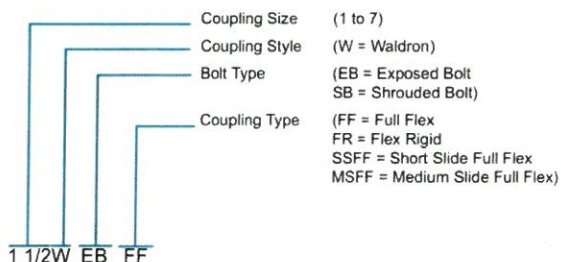 Coupling Size (1 to 7)
Coupling Style (W = Waldron)
Bolt Type (EB = Exposed Bolt
SB = Shrouded Bolt)
Coupling Type (FF = Full Flex
FR = Flex Rigid
SSFF = Short Slide Full Flex
MSFF = Medium Slide Full Flex)
1 1/2W EB FF